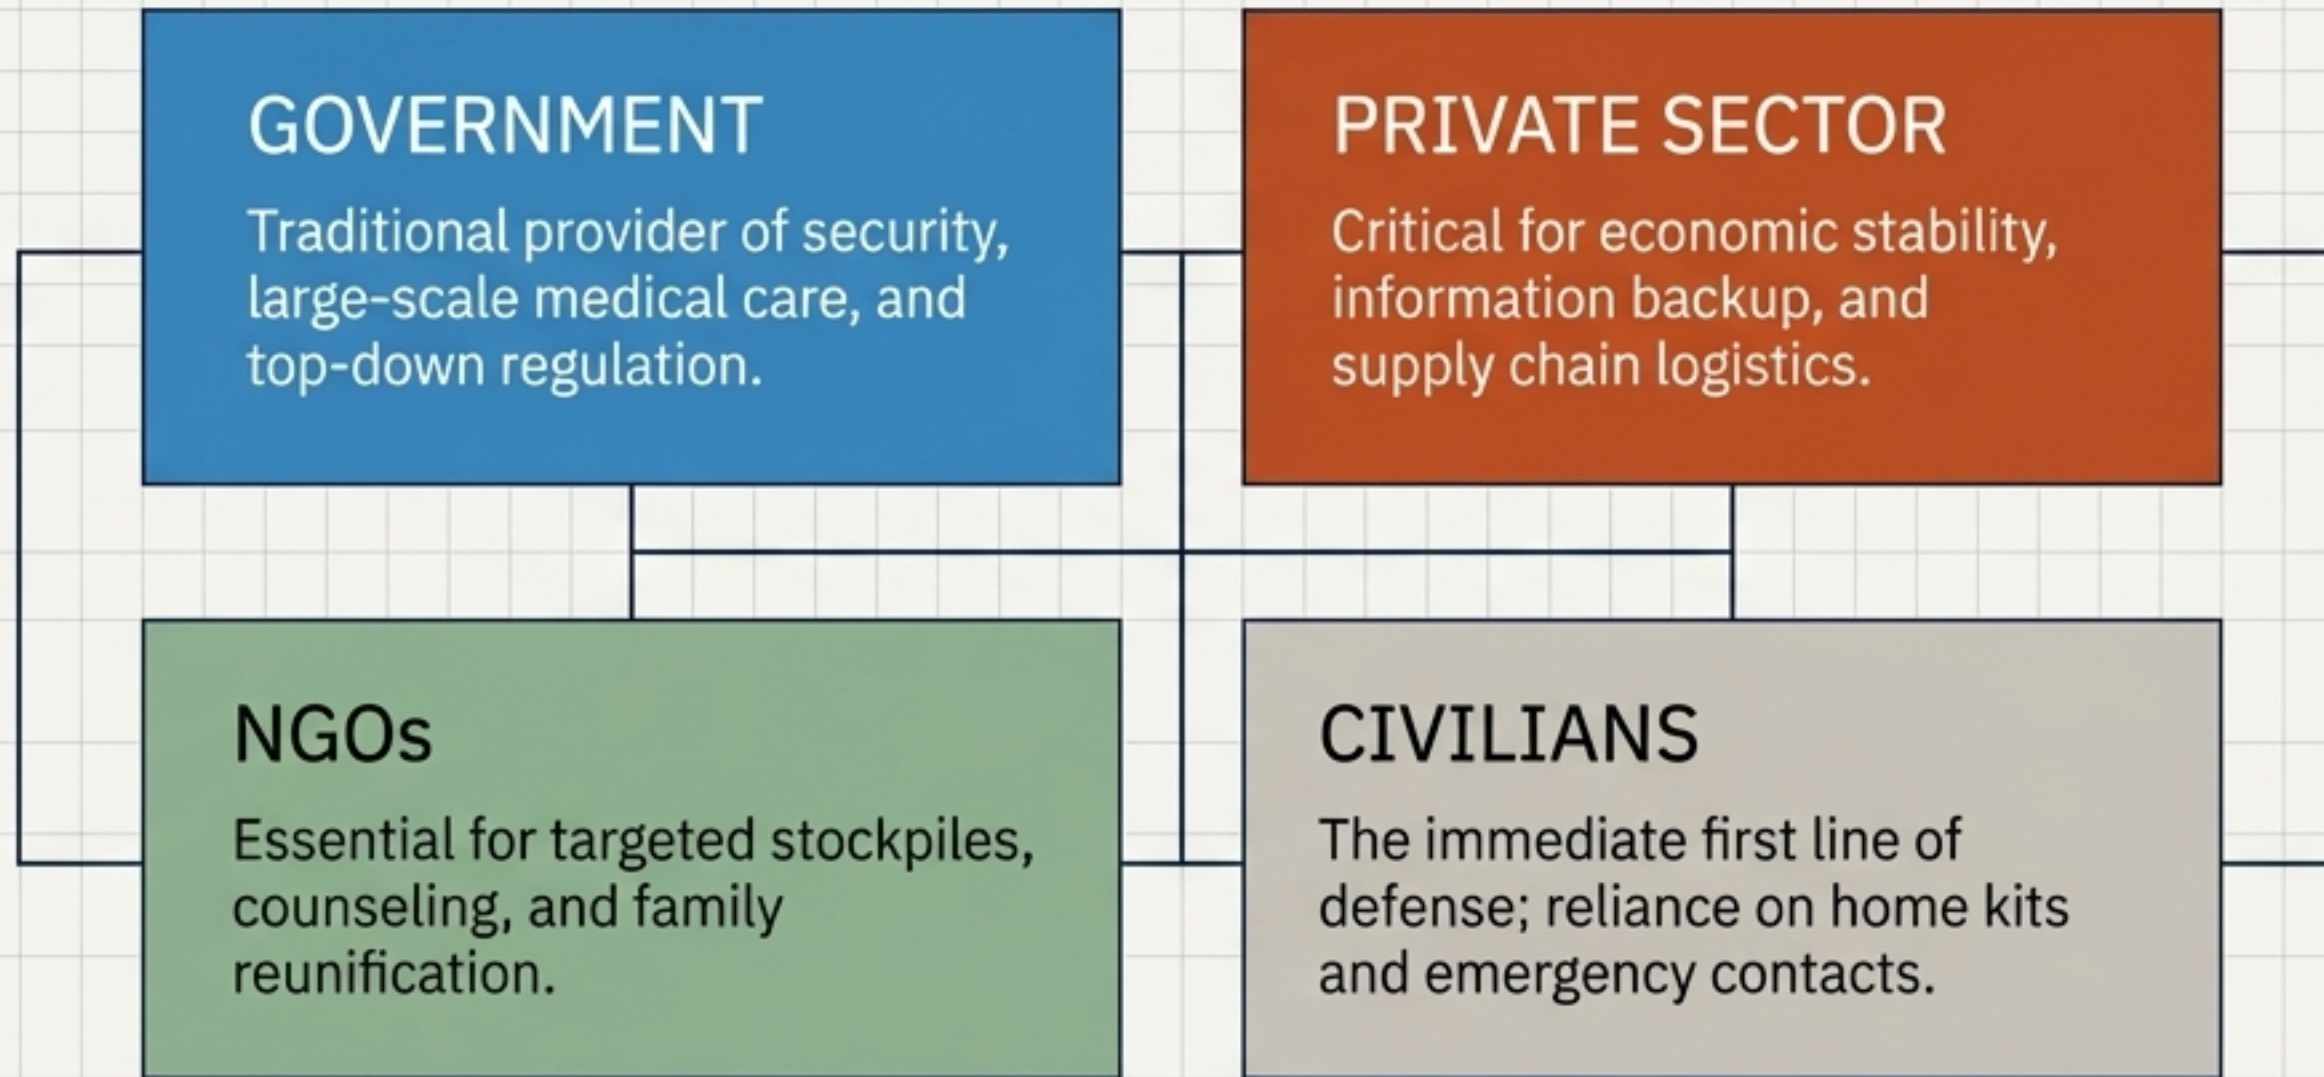 GOVERNMENT
Traditional provider of security,
large-scale medical care, and
top-down regulation.
PRIVATE SECTOR
Critical for economic stability,
information backup, and
supply chain logistics.
NGOs
Essential for targeted stockpiles,
counseling, and family
reunification.
CIVILIANS
The immediate first line of
defense; reliance on home kits
and emergency contacts.